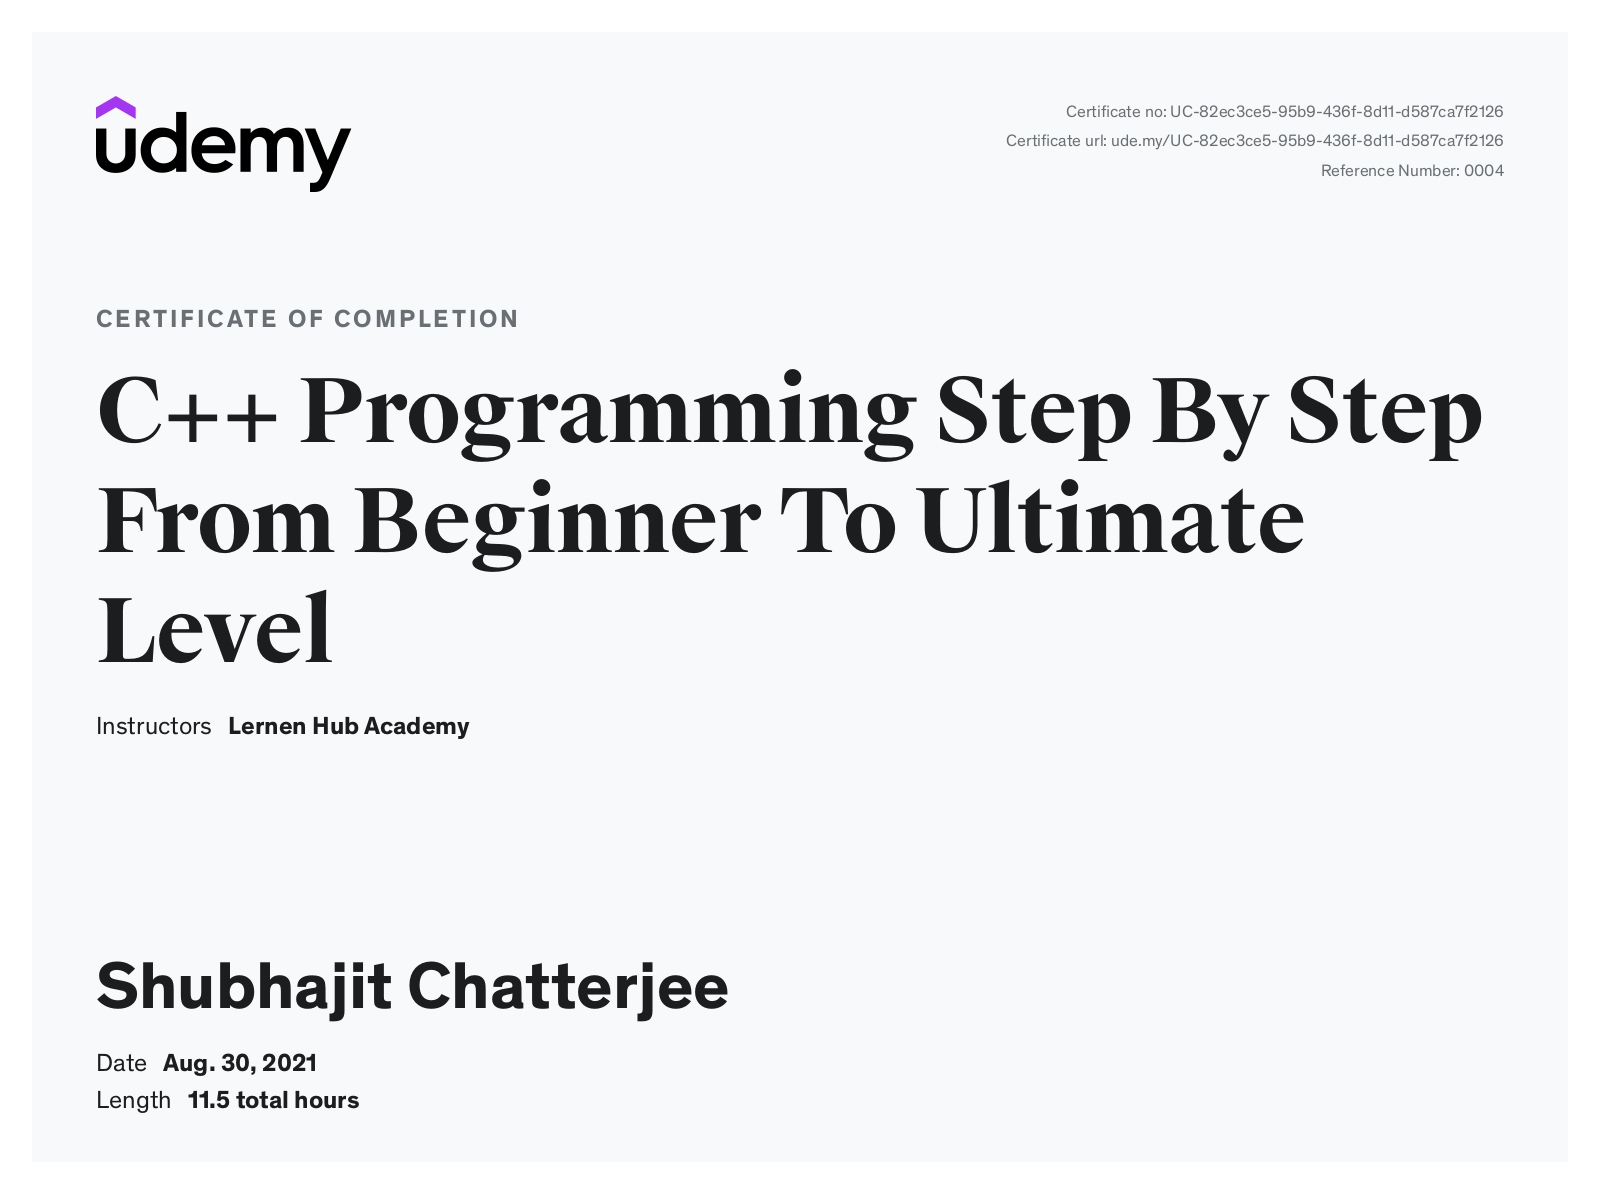 udemy
Certificate no: UC-82ec3ce5-95b9-436f-8d11-d587ca7f2126
Certificate url: ude.my/UC-82ec3ce5-95b9-436f-8d11-d587ca7f2126
Reference Number: 0004
CERTIFICATE OF COMPLETION
C++ Programming Step By Step
From Beginner To Ultimate
Level
Instructors Lernen Hub Academy
Shubhajit Chatterjee
Date Aug. 30, 2021
Length 11.5 total hours